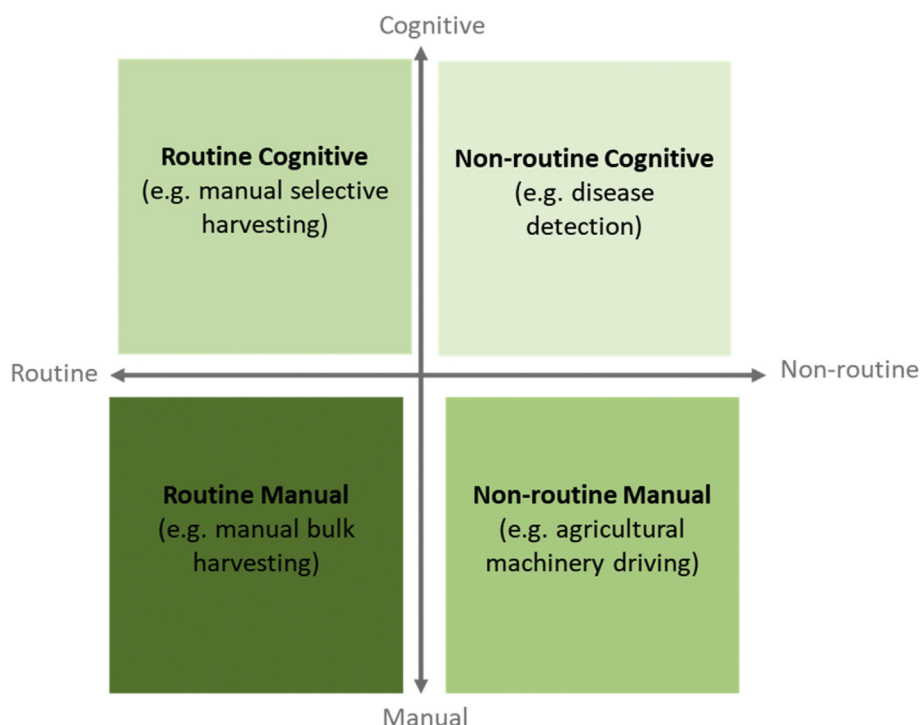 Cognitive
Routine Cognitive
(e.g. manual selective
harvesting)
Non-routine Cognitive
(e.g. disease
detection)
Routine
Non-routine
Routine Manual
(e.g. manual bulk
harvesting)
Non-routine Manual
(e.g. agricultural
machinery driving)
Manual